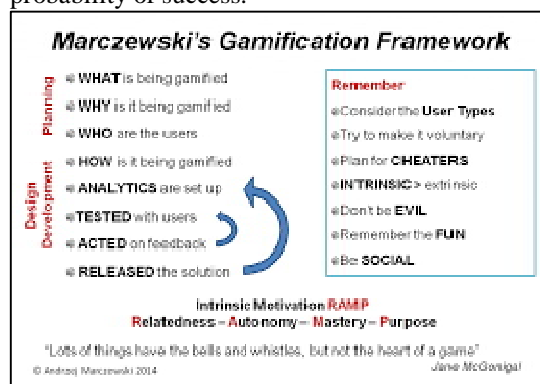 probability of success.
Marczewski's Gamification Framework
Planning
WHAT is being gamified
WHY is it being gamified
WHO are the users
Design
Development
HOW is it being gamified
ANALYTICS are set up
TESTED with users
ACTED on feedback
RELEASED the solution
Remember
Consider the User Types
Try to make it voluntary
Plan for CHEATERS
INTRINSIC > extrinsic
Don't be EVIL
Remember the FUN
Be SOCIAL
Intrinsic Motivation RAMP
Relatedness – Autonomy – Mastery – Purpose
"Lots of things have the bells and whistles, but not the heart of a game"
© Andrzej Marczewski 2014
Jane McGonigal